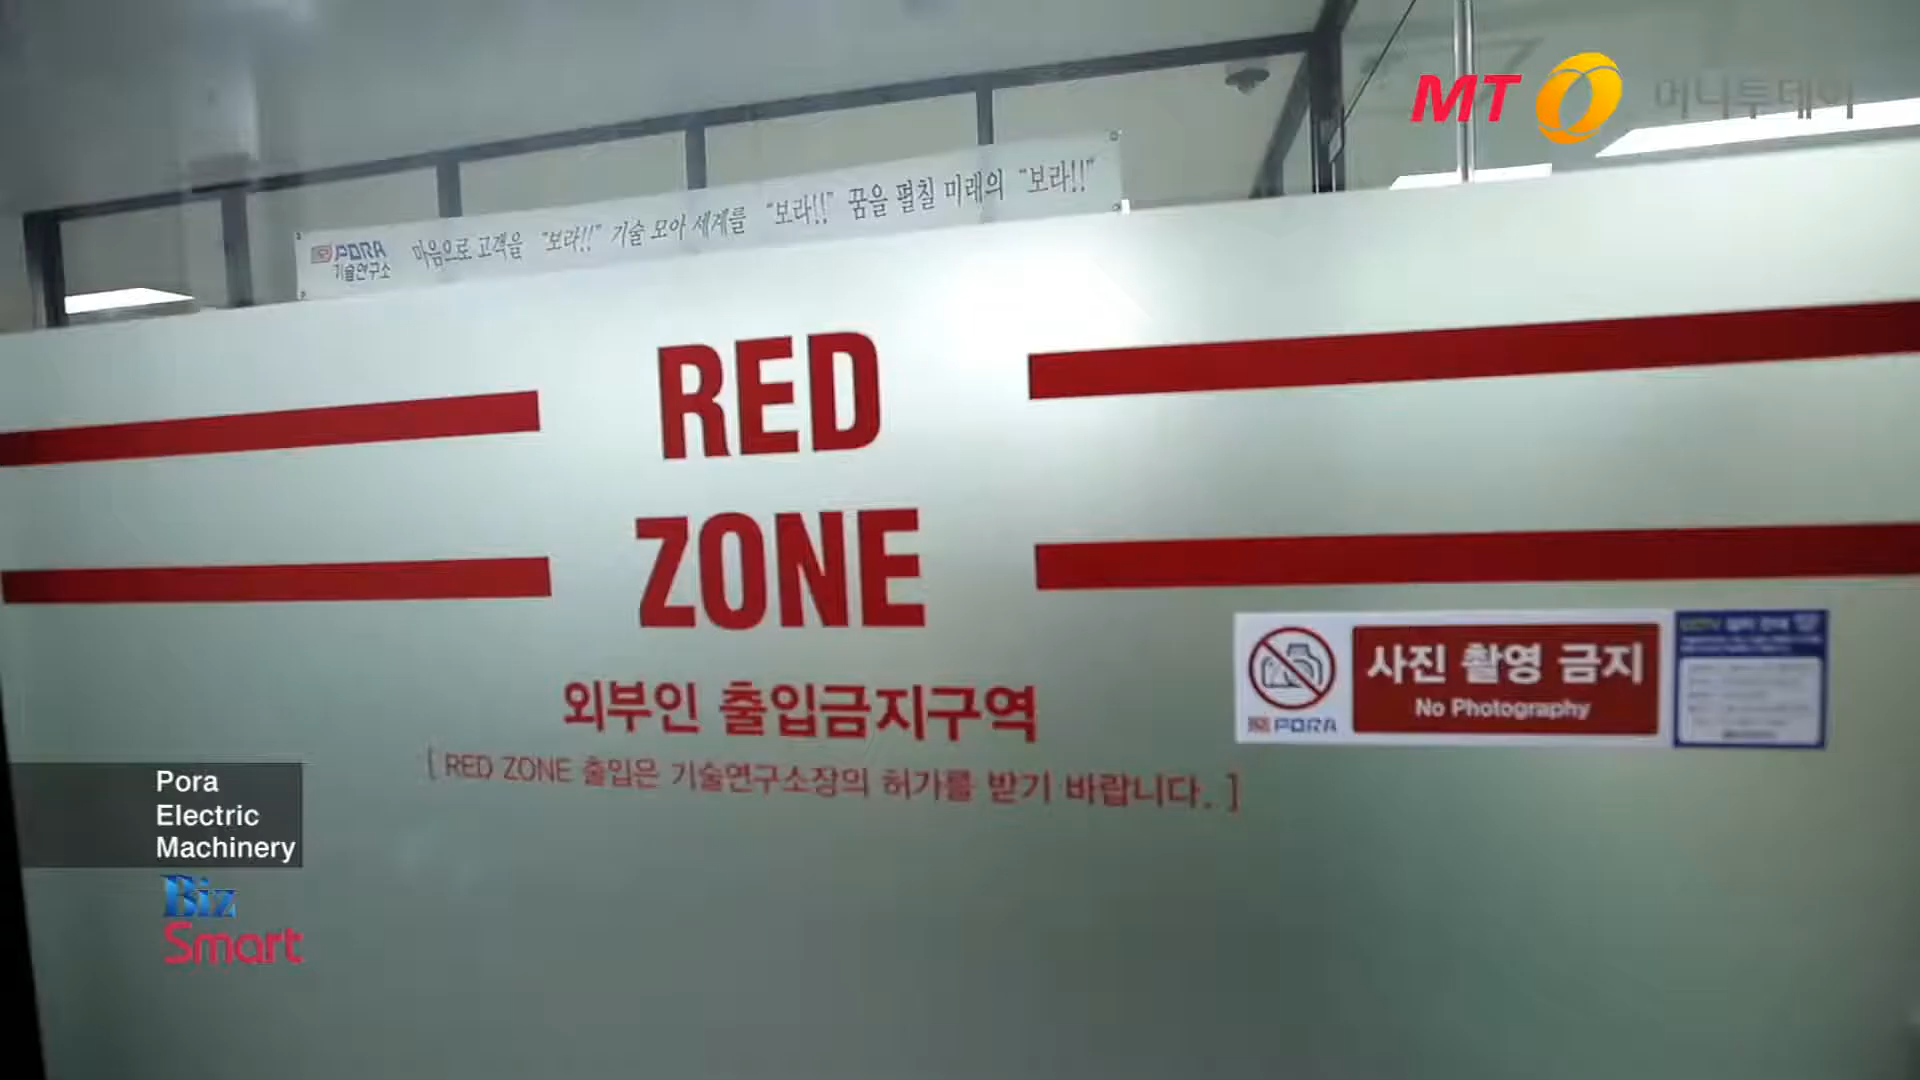 MT 머니투데이
PORA
기술연구소
마음으로 고객을 "보라!!" 기술 모아 세계를 "보라!!" 꿈을 펼칠 미래의 "보라!!"
RED
ZONE
외부인 출입금지구역
[ RED ZONE 출입은 기술연구소장의 허가를 받기 바랍니다. ]
사진 촬영 금지
No Photography
PORA
Pora
Electric
Machinery
Biz
Smart